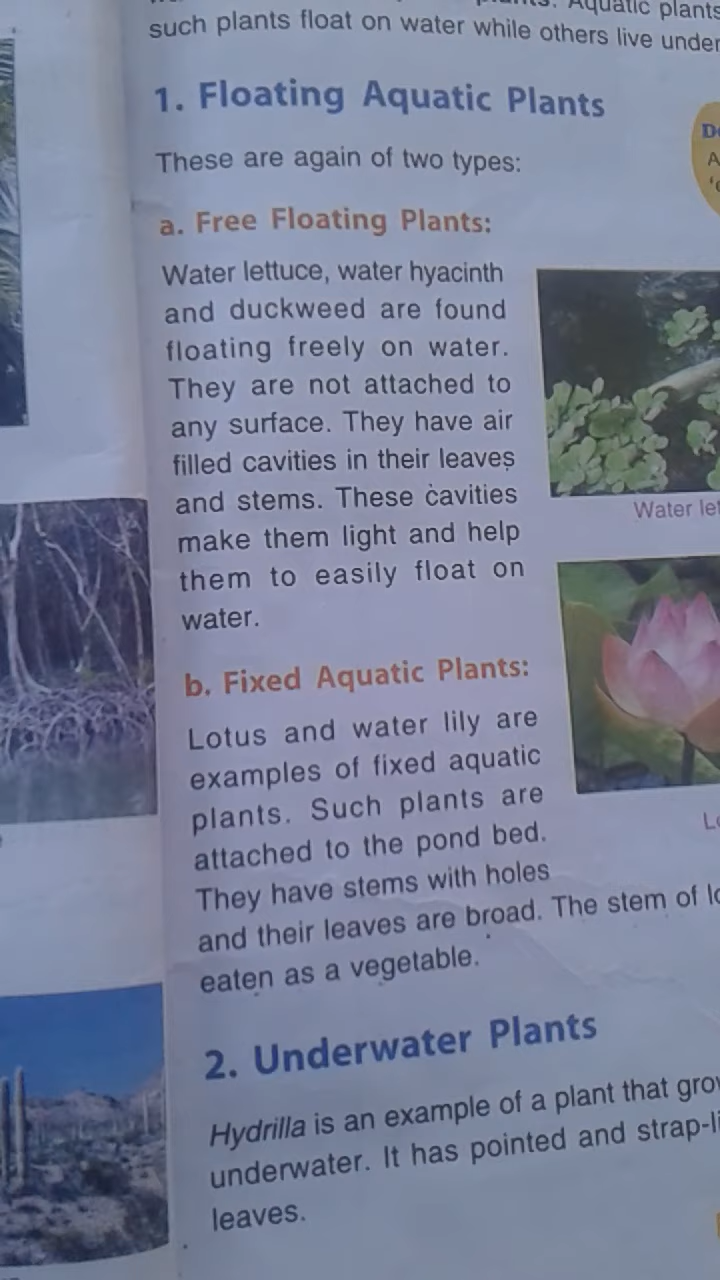 plants. Aquatic plants
such plants float on water while others live under
1. Floating Aquatic Plants
These are again of two types:
a. Free Floating Plants:
Water lettuce, water hyacinth
and duckweed are found
floating freely on water.
They are not attached to
any surface. They have air
filled cavities in their leaves
and stems. These cavities
make them light and help
them to easily float on
water.
Water let
b. Fixed Aquatic Plants:
Lotus and water lily are
examples of fixed aquatic
plants. Such plants are
attached to the pond bed.
They have stems with holes
and their leaves are broad. The stem of lo
eaten as a vegetable.
2. Underwater Plants
Hydrilla is an example of a plant that grow
underwater. It has pointed and strap-li
leaves.